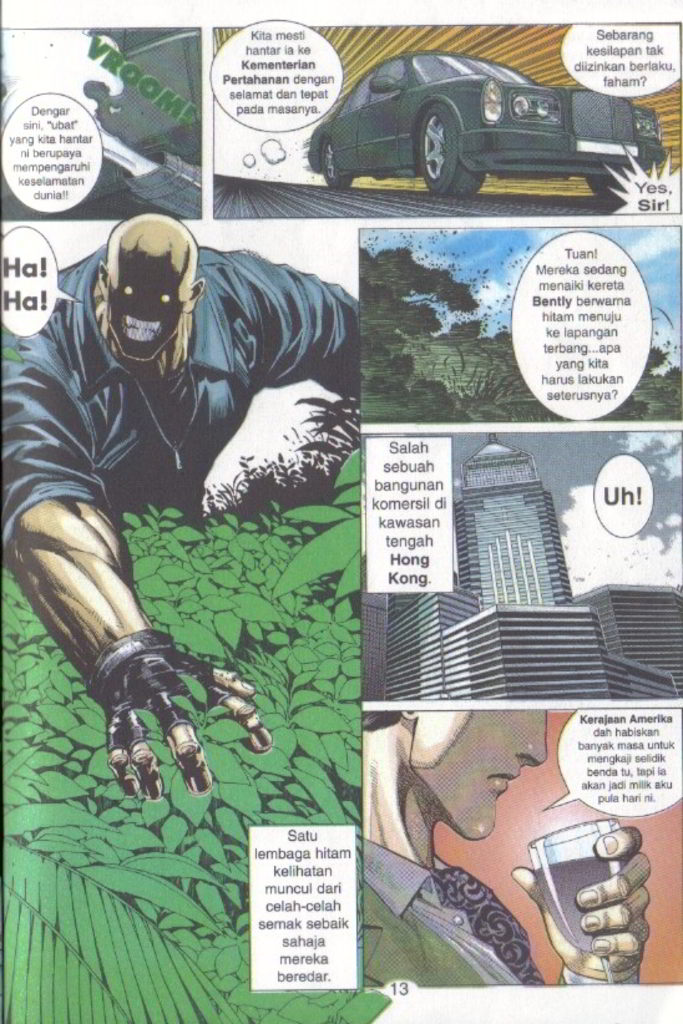 VROOM!
Dengar
sini, "ubat"
yang kita hantar
ni berupaya
mempengaruhi
keselamatan
dunia!!
Kita mesti
hantar ia ke
Kementerian
Pertahanan dengan
selamat dan tepat
pada masanya.
Sebarang
kesilapan tak
diizinkan berlaku,
faham?
Yes,
Sir!
Ha!
Ha!
Satu
lembaga hitam
kelihatan
muncul dari
celah-celah
semak sebaik
sahaja
mereka
beredar.
Tuan!
Mereka sedang
menaiki kereta
Bently berwarna
hitam menuju
ke lapangan
terbang...apa
yang kita
harus lakukan
seterusnya?
Salah
sebuah
bangunan
komersil di
kawasan
tengah
Hong
Kong.
Uh!
Kerajaan Amerika
dah habiskan
banyak masa untuk
mengkaji selidik
benda tu, tapi ia
akan jadi milik aku
pula hari ni.
13